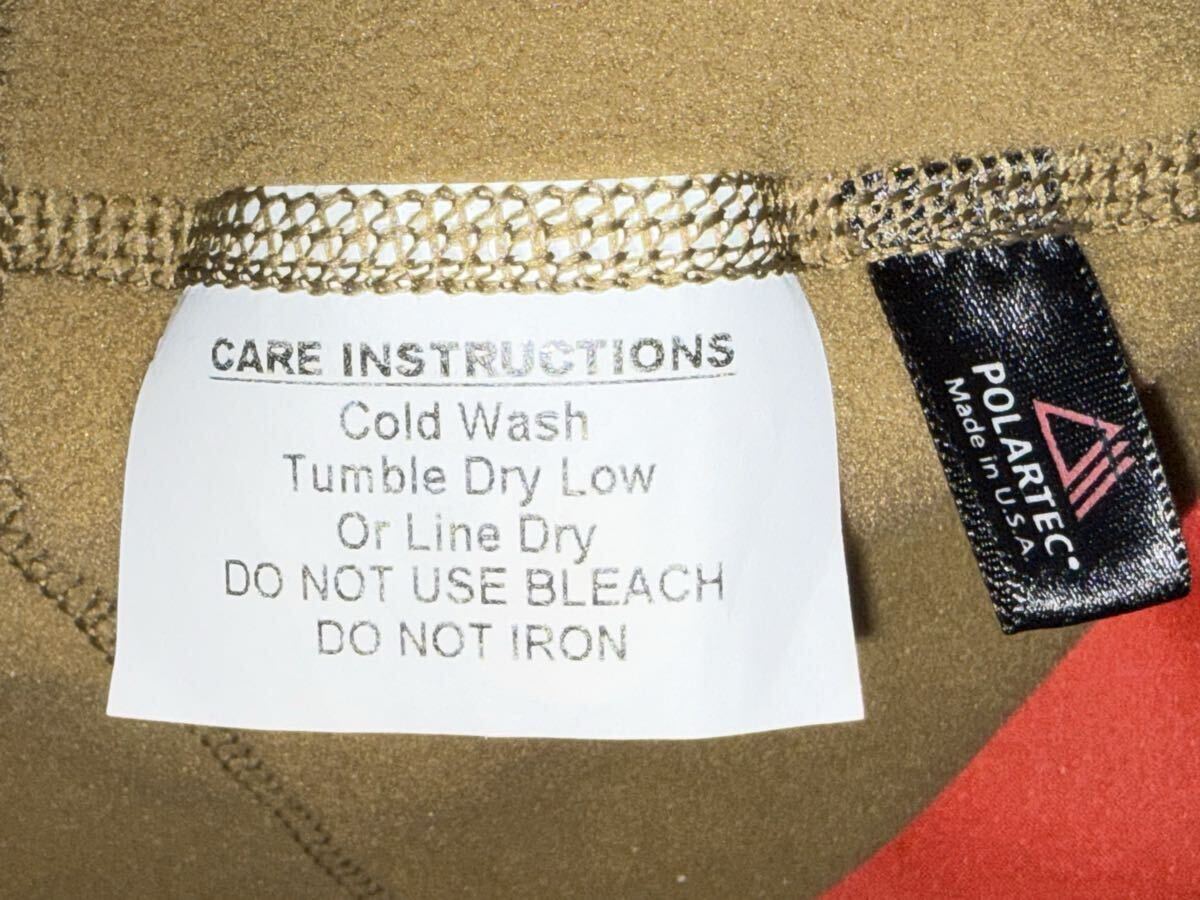 CARE INSTRUCTIONS
Cold Wash
Tumble Dry Low
Or Line Dry
DO NOT USE BLEACH
DO NOT IRON
POLARTEC®
Made in U.S.A